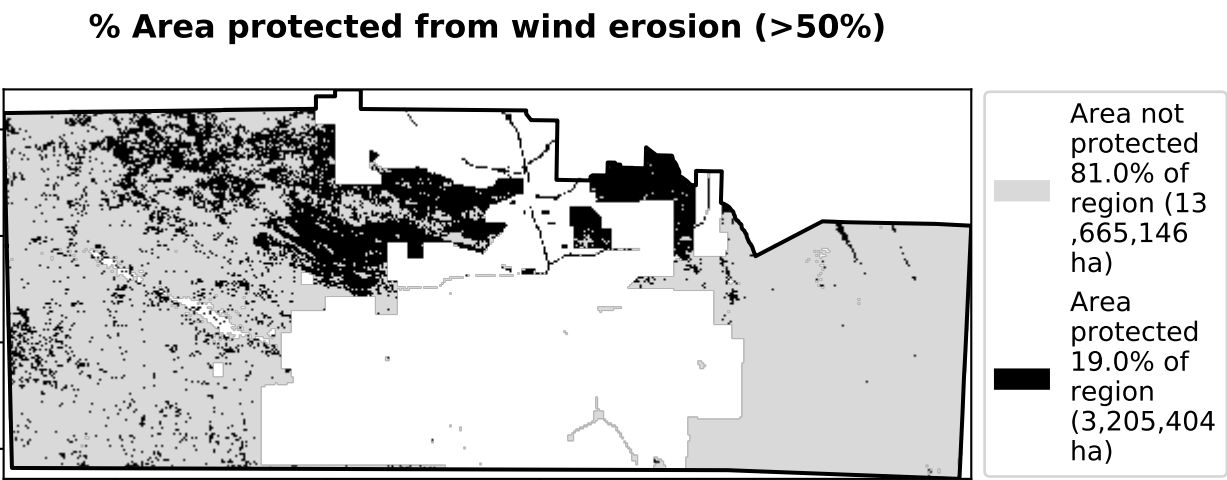 % Area protected from wind erosion (>50%)
Area not
protected
81.0% of
region (13
,665,146
ha)
Area
protected
19.0% of
region
(3,205,404
ha)